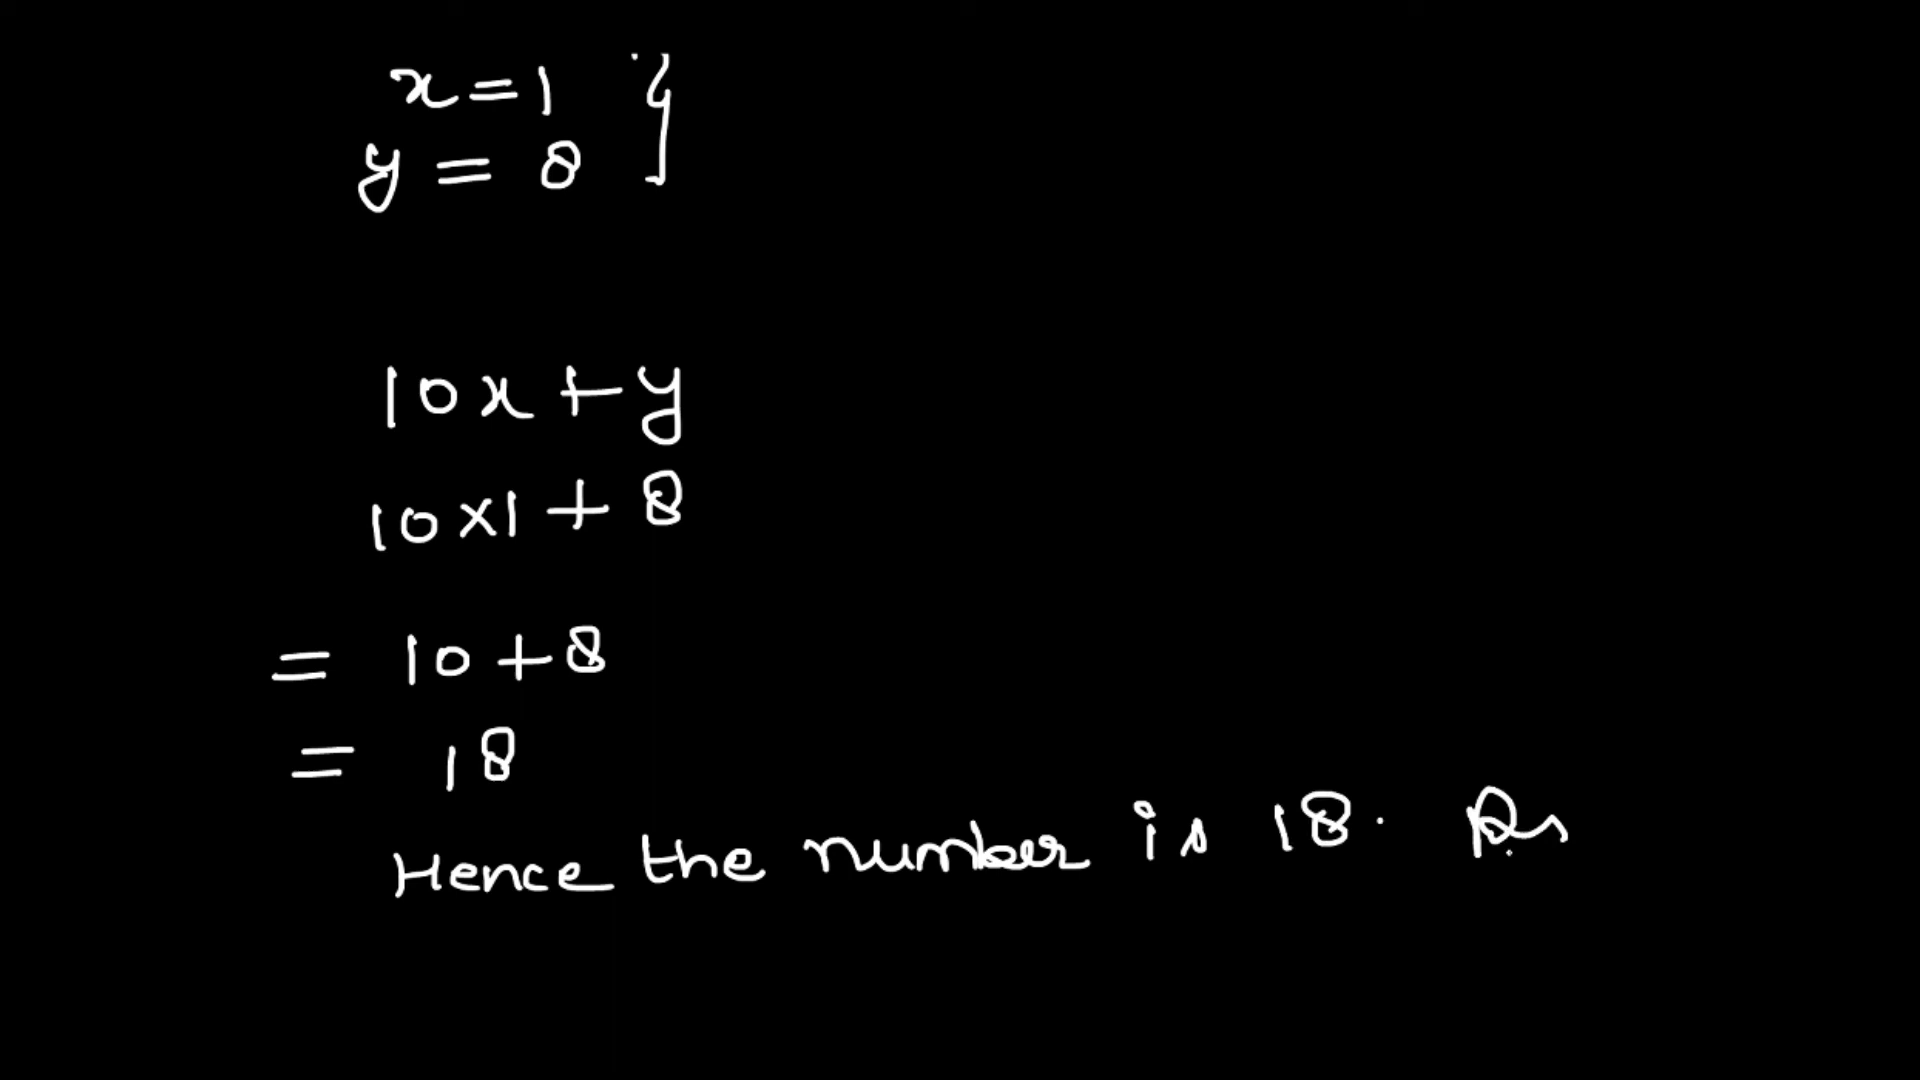 x = 1 }
y = 8
10x + y
10×1 + 8
= 10 + 8
= 18
Hence the number is 18.